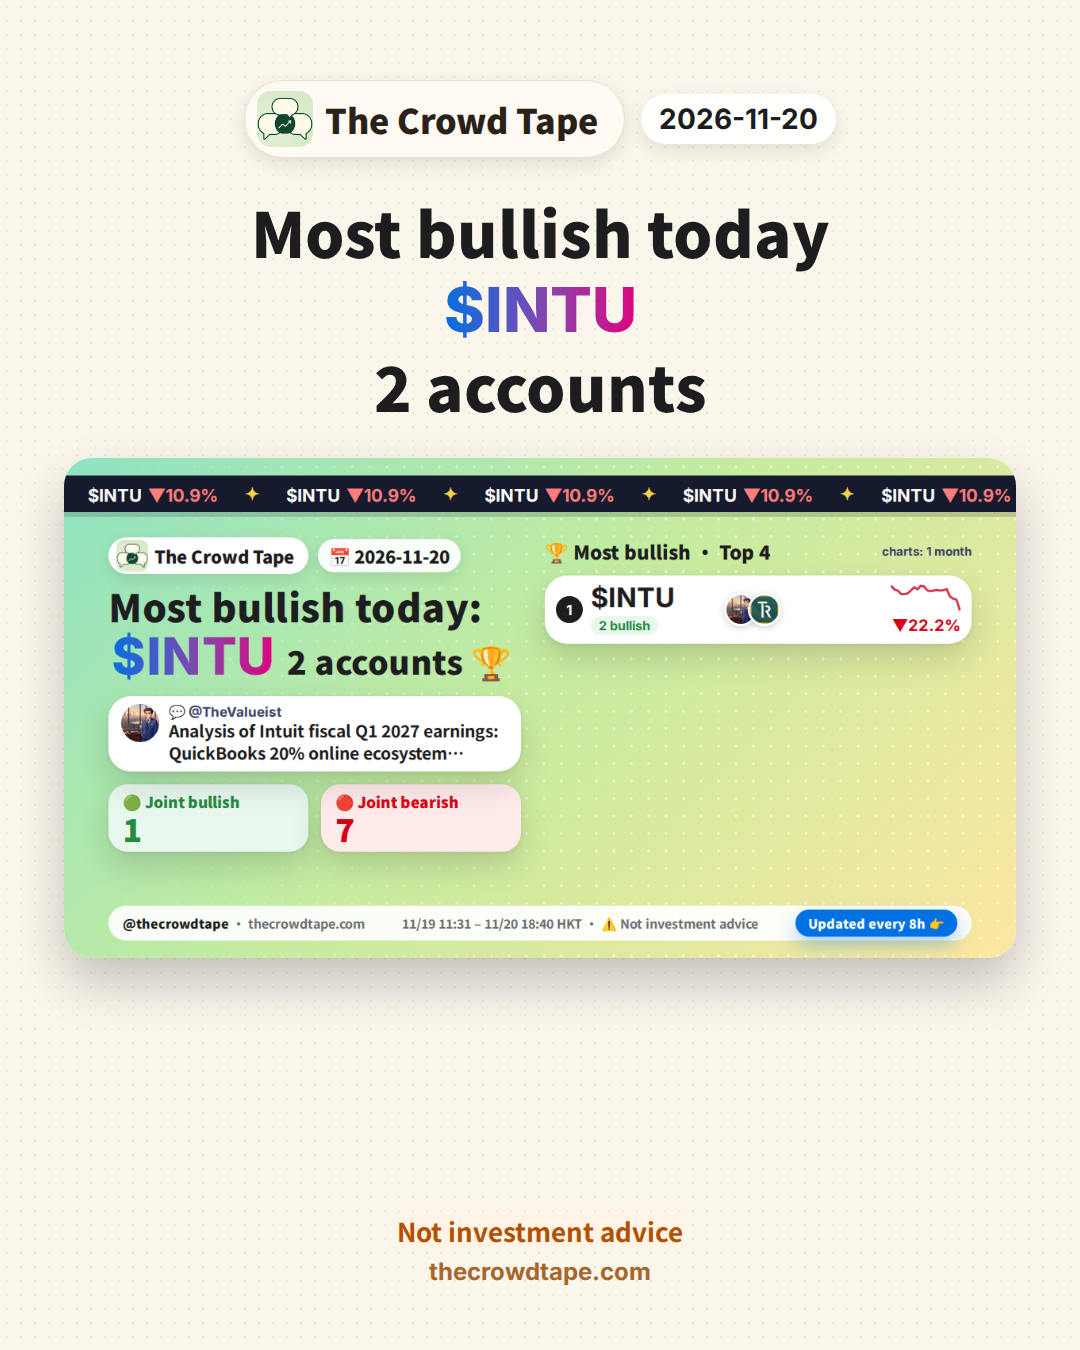 The Crowd Tape
2026-11-20
Most bullish today
$INTU
2 accounts
$INTU ▼10.9% ✦ $INTU ▼10.9% ✦ $INTU ▼10.9% ✦ $INTU ▼10.9% ✦ $INTU ▼10.9%
The Crowd Tape
📅 2026-11-20
Most bullish today:
$INTU 2 accounts 🏆
💬 @TheValueist
Analysis of Intuit fiscal Q1 2027 earnings:
QuickBooks 20% online ecosystem…
🟢 Joint bullish
1
🔴 Joint bearish
7
🏆 Most bullish • Top 4
charts: 1 month
1
$INTU
2 bullish
TR
▼22.2%
@thecrowdtape • thecrowdtape.com
11/19 11:31 – 11/20 18:40 HKT • ⚠️ Not investment advice
Updated every 8h 👉
Not investment advice
thecrowdtape.com